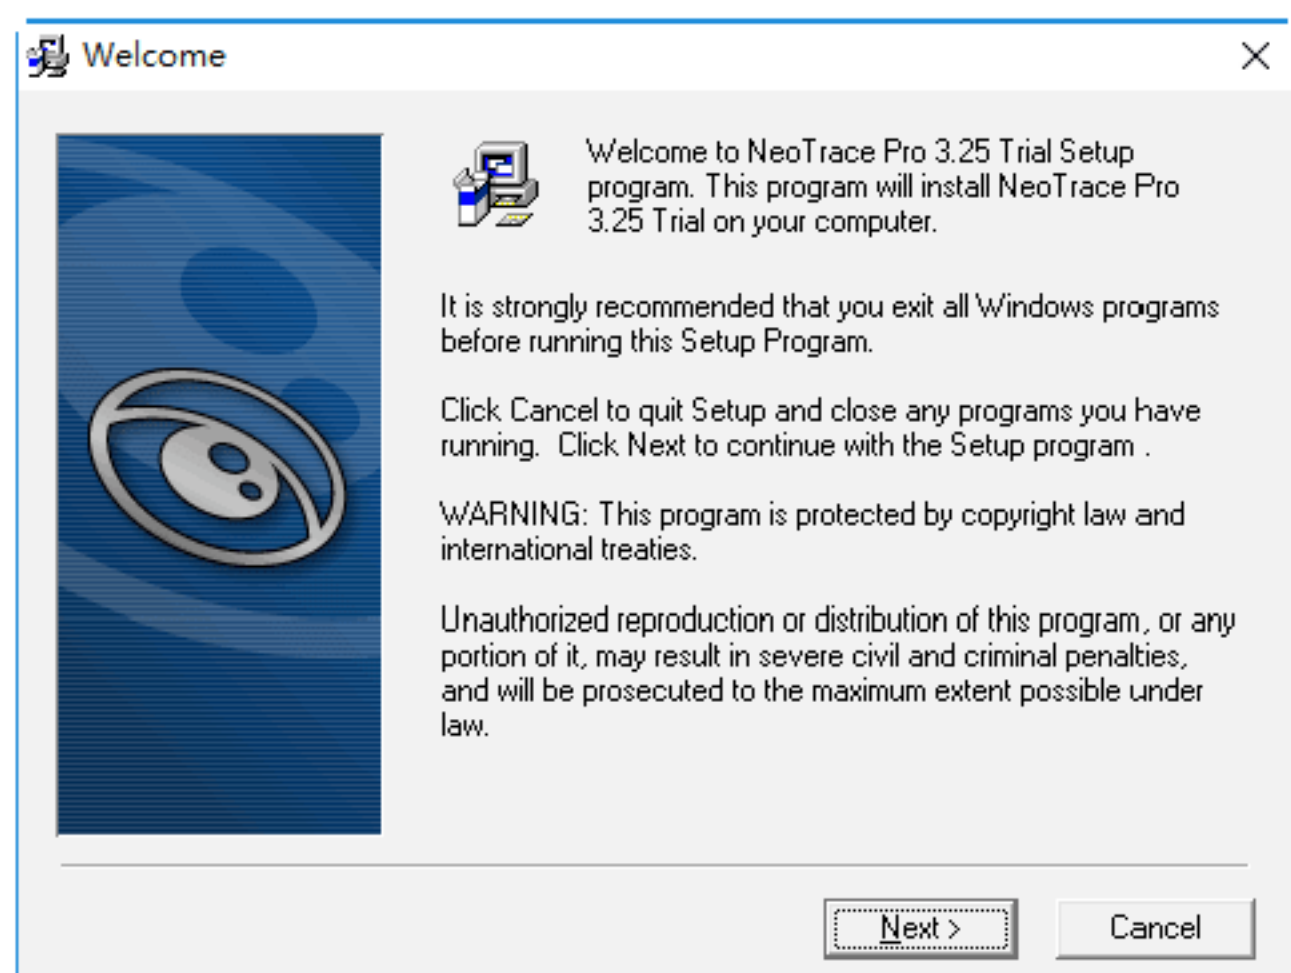 Welcome
Welcome to NeoTrace Pro 3.25 Trial Setup
program. This program will install NeoTrace Pro
3.25 Trial on your computer.
It is strongly recommended that you exit all Windows programs
before running this Setup Program.
Click Cancel to quit Setup and close any programs you have
running.  Click Next to continue with the Setup program .
WARNING: This program is protected by copyright law and
international treaties.
Unauthorized reproduction or distribution of this program, or any
portion of it, may result in severe civil and criminal penalties,
and will be prosecuted to the maximum extent possible under
law.
Next >
Cancel